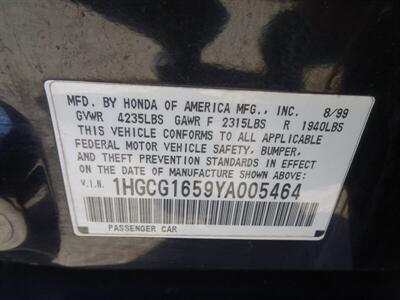 MFD. BY HONDA OF AMERICA MFG., INC. 8/99
GVWR 4235LBS GAWR F 2315LBS R 1940LBS
THIS VEHICLE CONFORMS TO ALL APPLICABLE
FEDERAL MOTOR VEHICLE SAFETY, BUMPER,
AND THEFT PREVENTION STANDARDS IN EFFECT
ON THE DATE OF MANUFACTURE SHOWN ABOVE:
V.I.N. 1HGCG1659YA005464
PASSENGER CAR